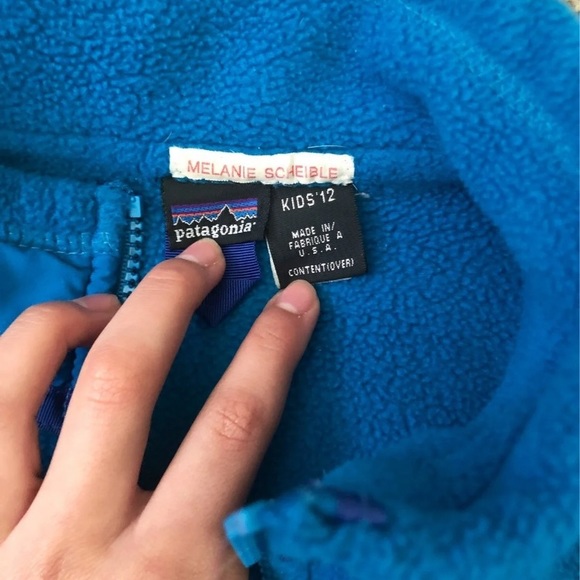 MELANIE SCHEIBLE
patagonia
KIDS'12
MADE IN/
FABRIQUE A
U.S.A.
CONTENT(OVER)